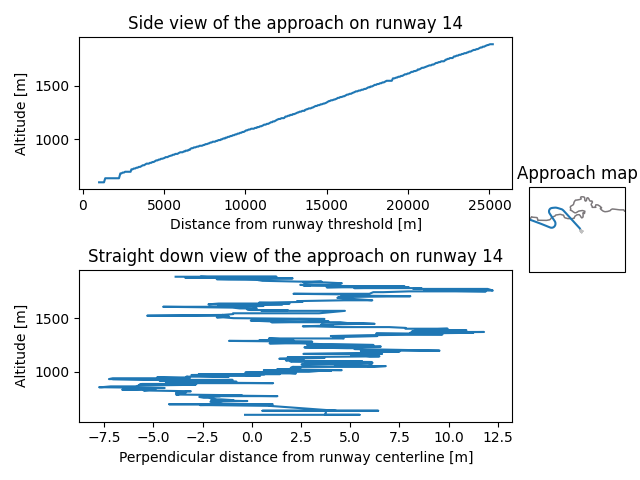 Side view of the approach on runway 14
Altitude [m]
1500
1000
0 5000 10000 15000 20000 25000
Distance from runway threshold [m]
Approach map
Straight down view of the approach on runway 14
Altitude [m]
1500
1000
−7.5 −5.0 −2.5 0.0 2.5 5.0 7.5 10.0 12.5
Perpendicular distance from runway centerline [m]